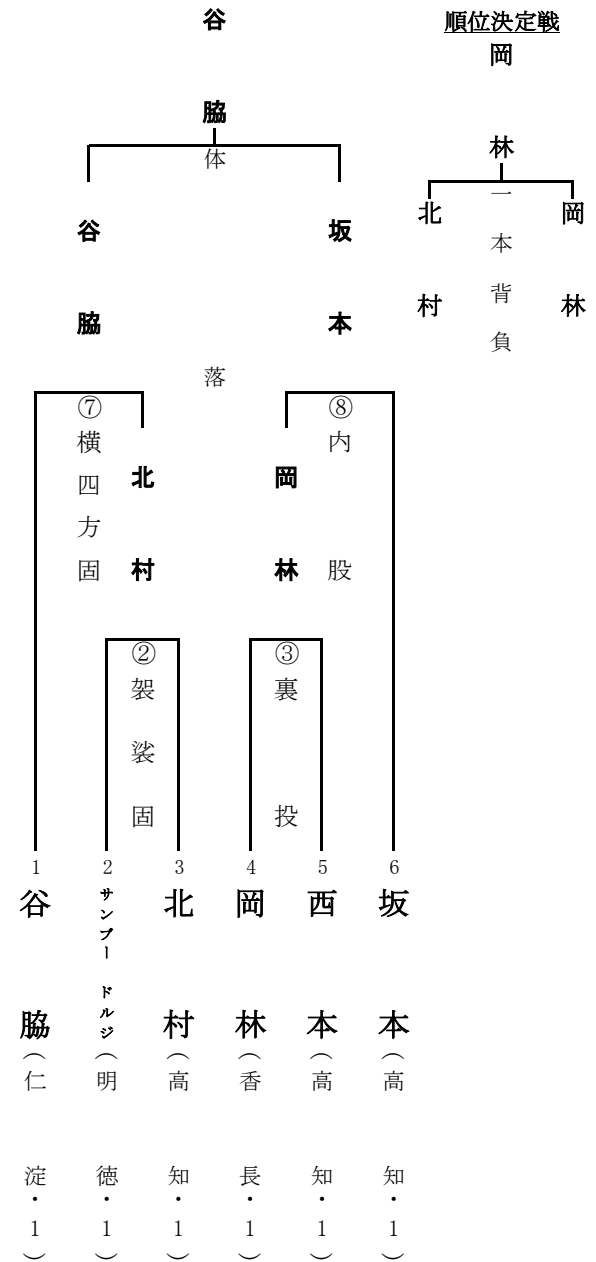 谷脇
体落
谷脇
坂本
順位決定戦
岡林
一本背負
北村
岡林
⑦
横四方固
北村
⑧
内股
岡林
②
袈裟固
③
裏投
1
谷脇(仁淀・1)
2
サンブー ドルジ(明徳・1)
3
北村(高知・1)
4
岡林(香長・1)
5
西本(高知・1)
6
坂本(高知・1)